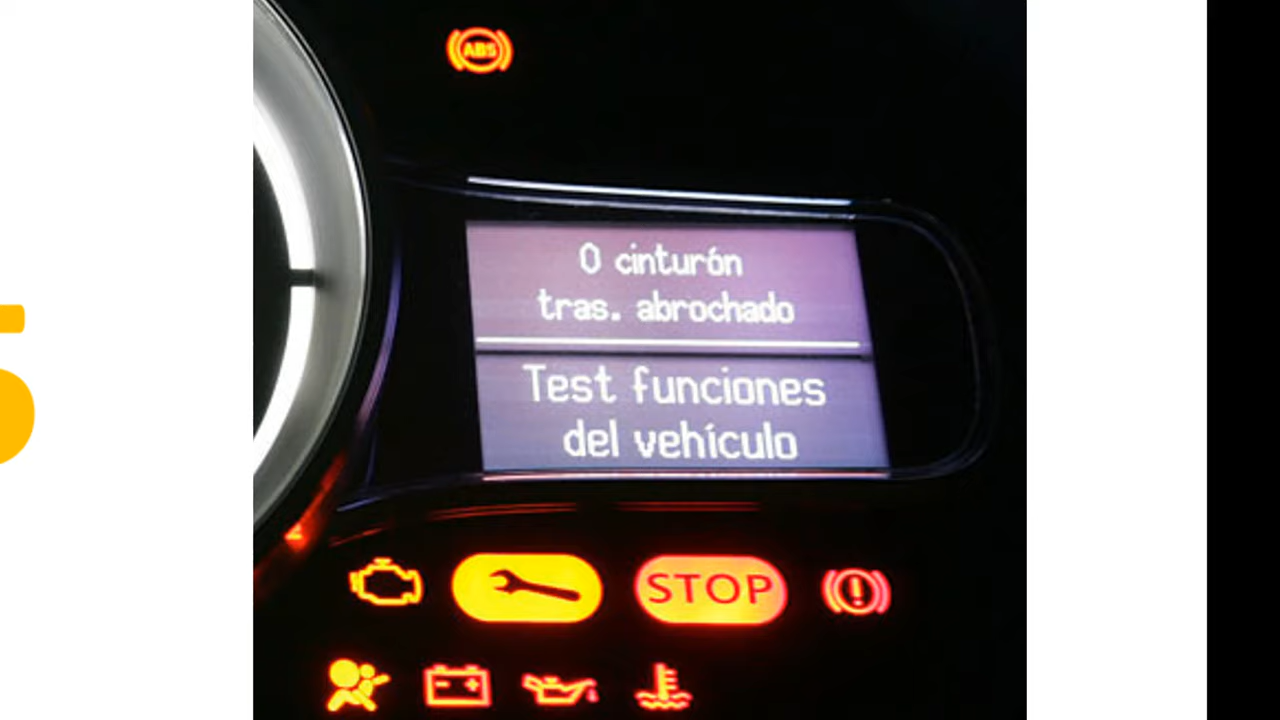 ABS
0 cinturón
tras. abrochado
Test funciones
del vehículo
STOP